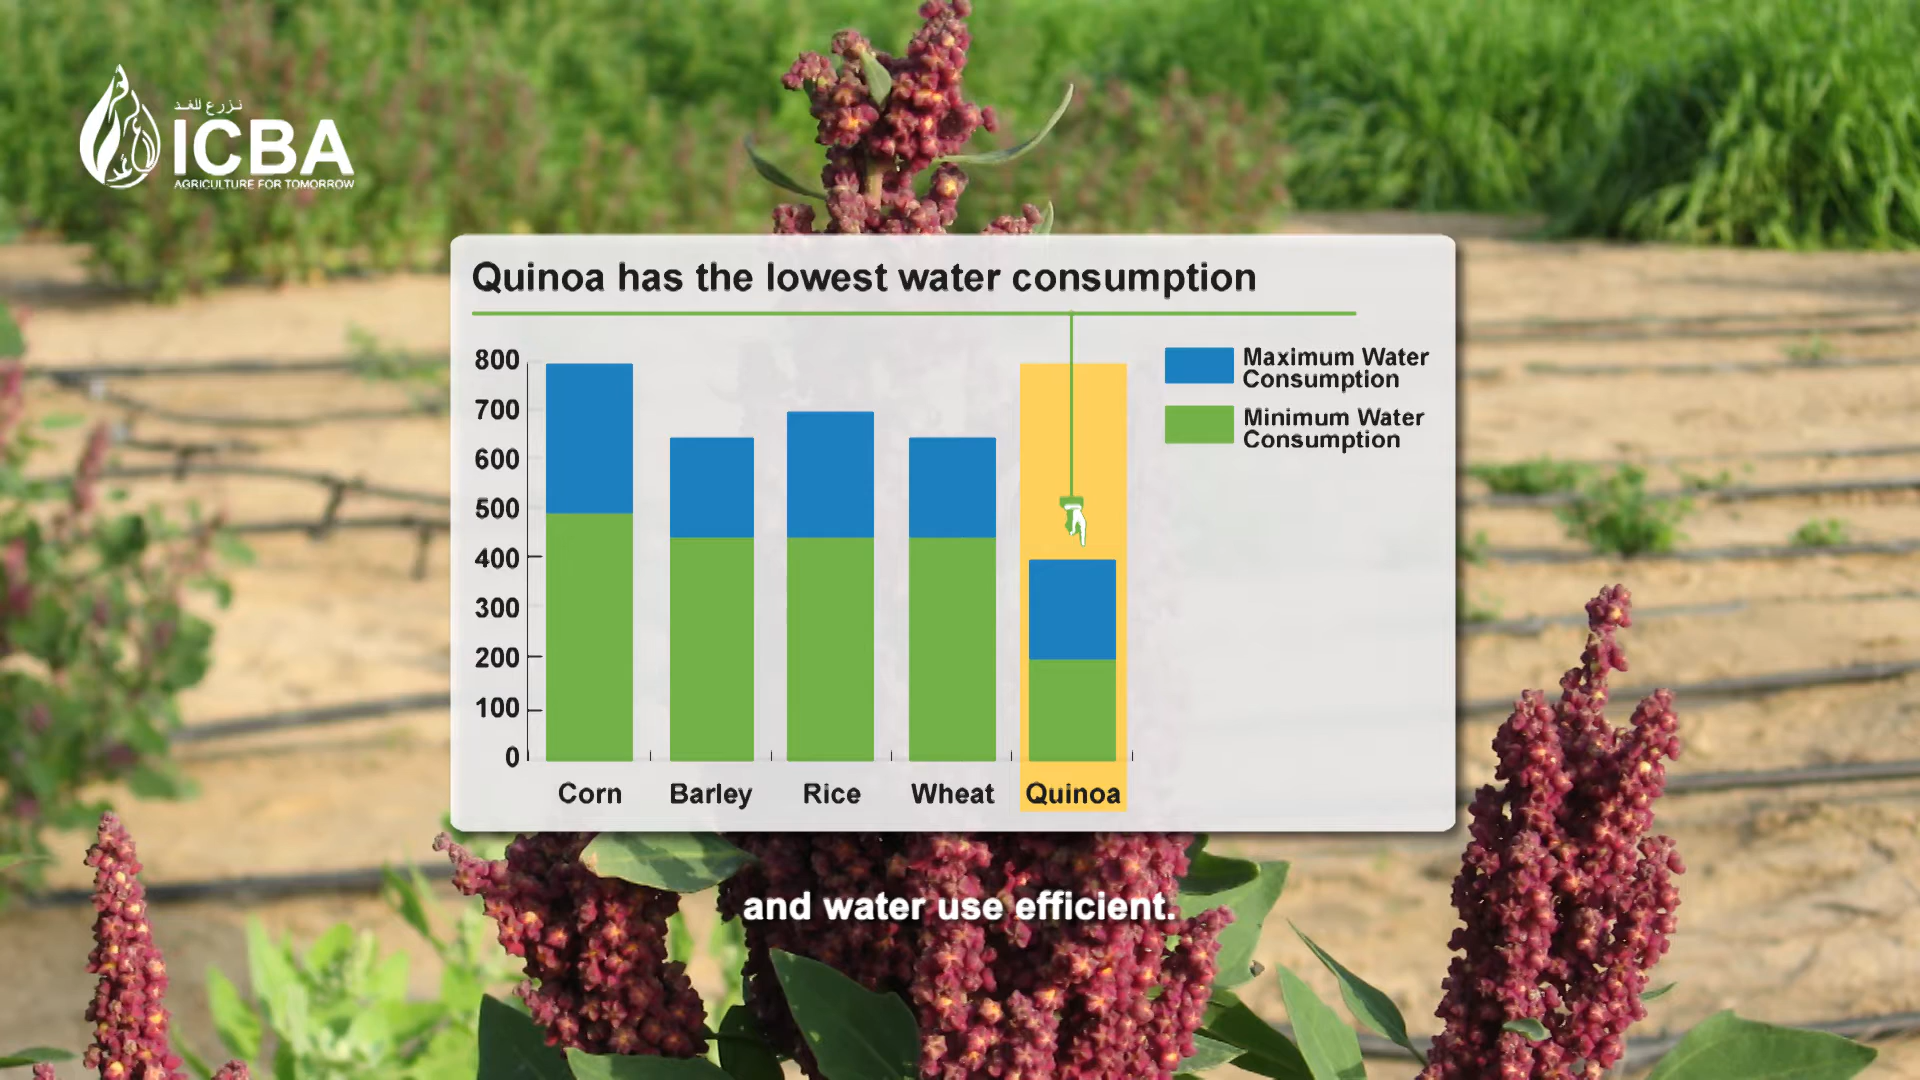 نزرع للغد
ICBA
AGRICULTURE FOR TOMORROW
Quinoa has the lowest water consumption
800
700
600
500
400
300
200
100
0
Corn
Barley
Rice
Wheat
Quinoa
Maximum Water
Consumption
Minimum Water
Consumption
and water use efficient.